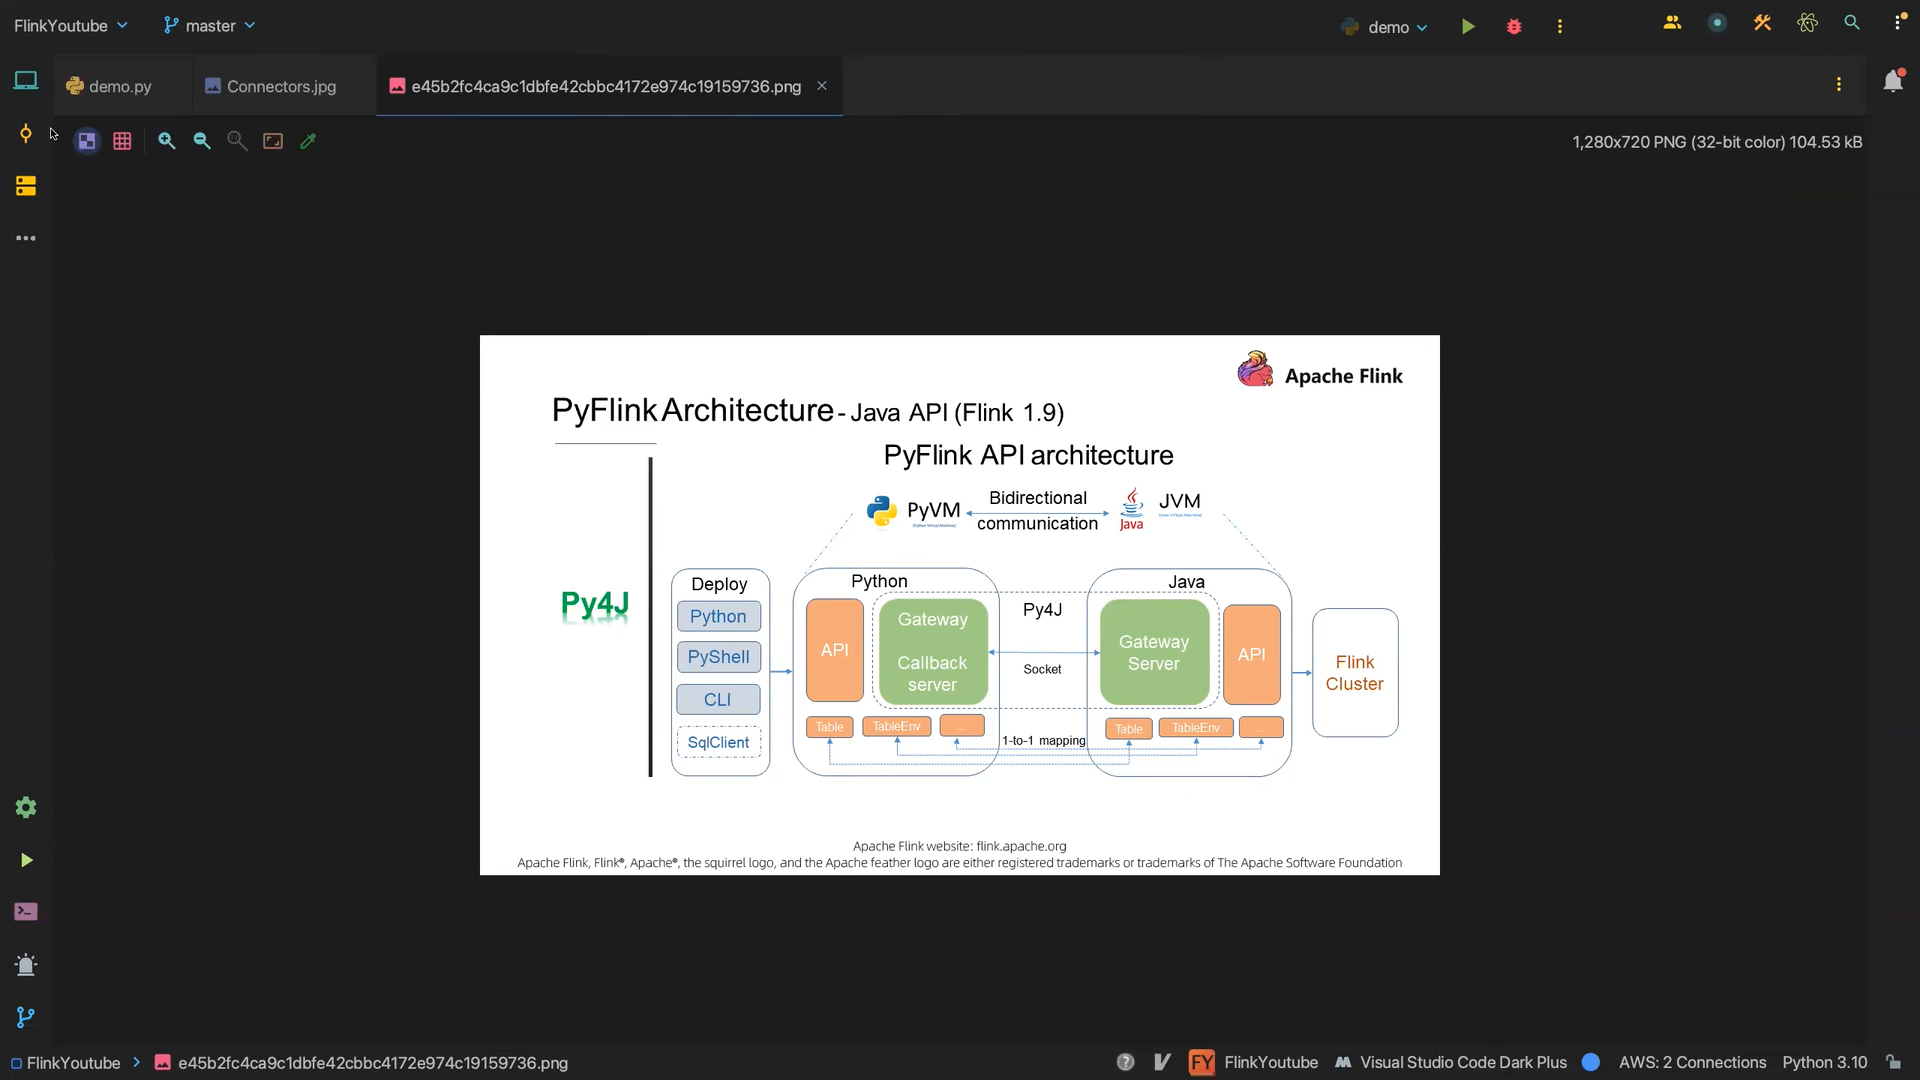 FlinkYoutube
master
demo
demo.py
Connectors.jpg
e45b2fc4ca9c1dbfe42cbbc4172e974c19159736.png
1,280x720 PNG (32-bit color) 104.53 kB
Apache Flink
PyFlink Architecture - Java API (Flink 1.9)
PyFlink API architecture
PyVM
Bidirectional
communication
Java
JVM
Py4J
Deploy
Python
PyShell
CLI
SqlClient
Python
API
Gateway
Callback
server
Table
TableEnv
...
Py4J
Socket
1-to-1 mapping
Java
Gateway
Server
API
Table
TableEnv
Flink
Cluster
Apache Flink website: flink.apache.org
Apache Flink, Flink®, Apache®, the squirrel logo, and the Apache feather logo are either registered trademarks or trademarks of The Apache Software Foundation
FlinkYoutube
e45b2fc4ca9c1dbfe42cbbc4172e974c19159736.png
FY
FlinkYoutube
Visual Studio Code Dark Plus
AWS: 2 Connections
Python 3.10